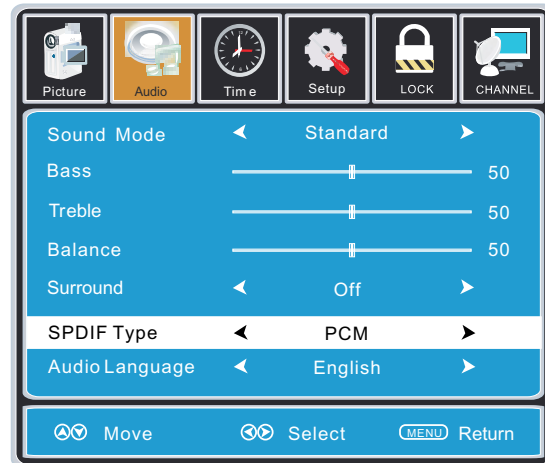 Picture Audio Time Setup LOCK CHANNEL
Sound Mode Standard
Bass 50
Treble 50
Balance 50
Surround Off
SPDIF Type PCM
Audio Language English
Move Select MENU Return